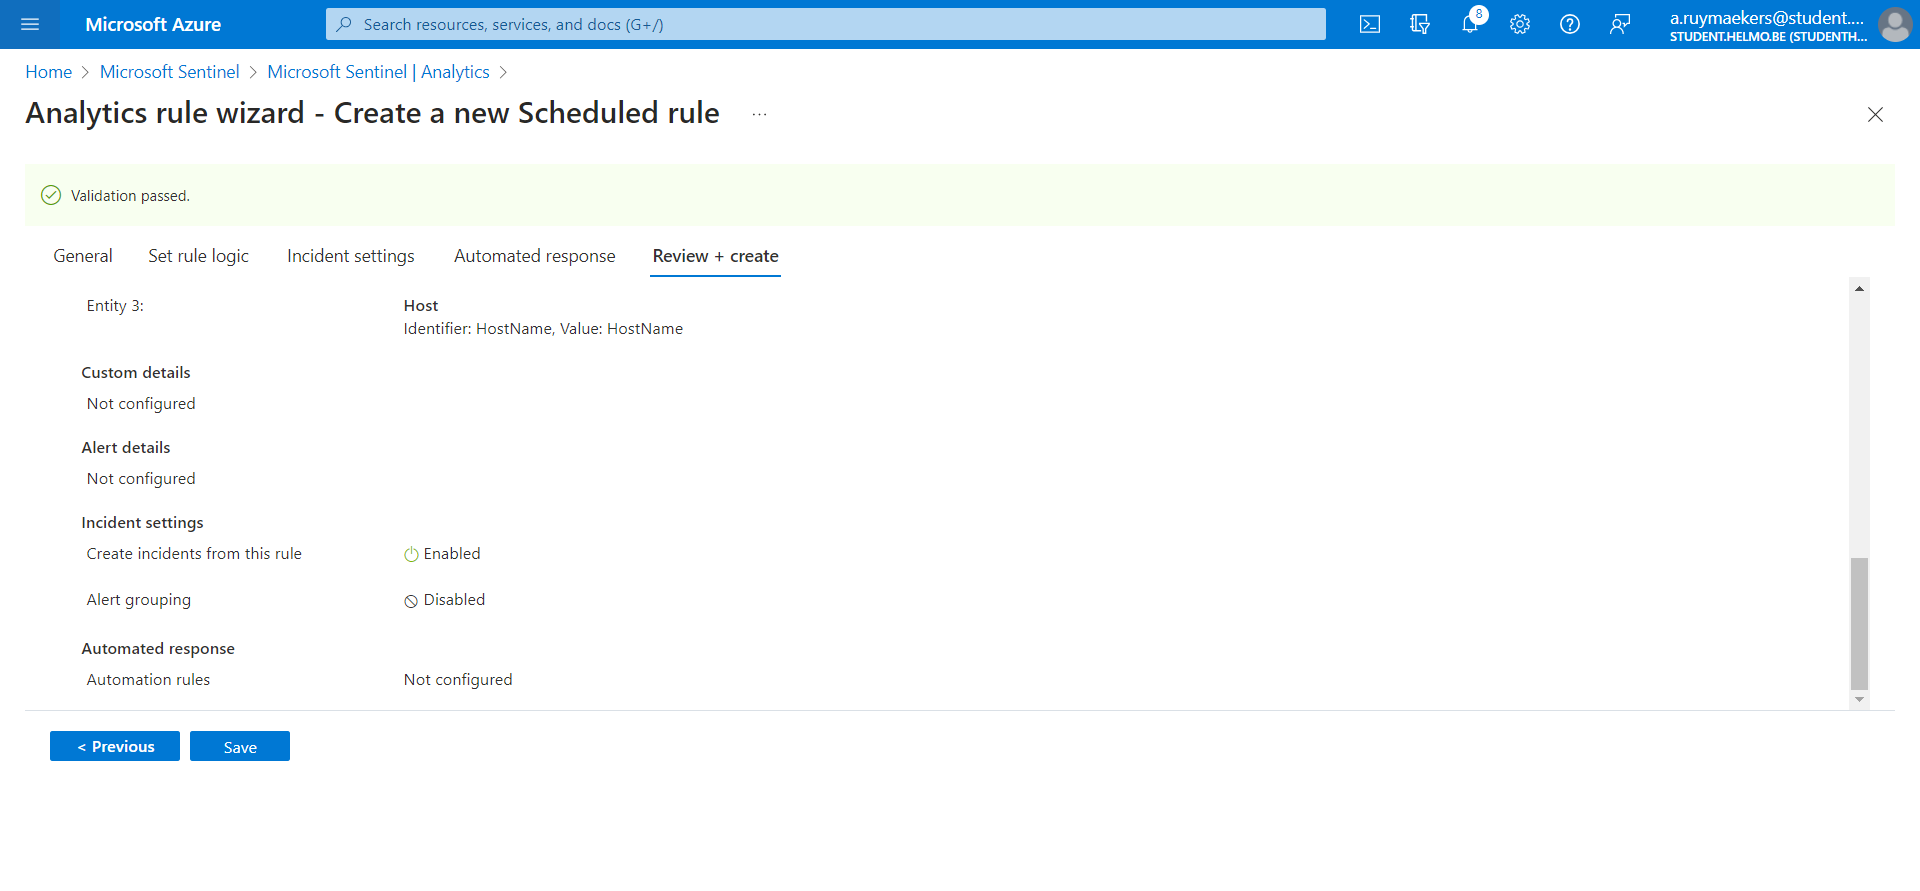 Microsoft Azure
Search resources, services, and docs (G+/)
8
a.ruymaekers@student....
STUDENT.HELMO.BE (STUDENTH...
Home > Microsoft Sentinel > Microsoft Sentinel | Analytics >
Analytics rule wizard - Create a new Scheduled rule ...
Validation passed.
General Set rule logic Incident settings Automated response Review + create
Entity 3: Host
Identifier: HostName, Value: HostName
Custom details
Not configured
Alert details
Not configured
Incident settings
Create incidents from this rule Enabled
Alert grouping Disabled
Automated response
Automation rules Not configured
< Previous Save